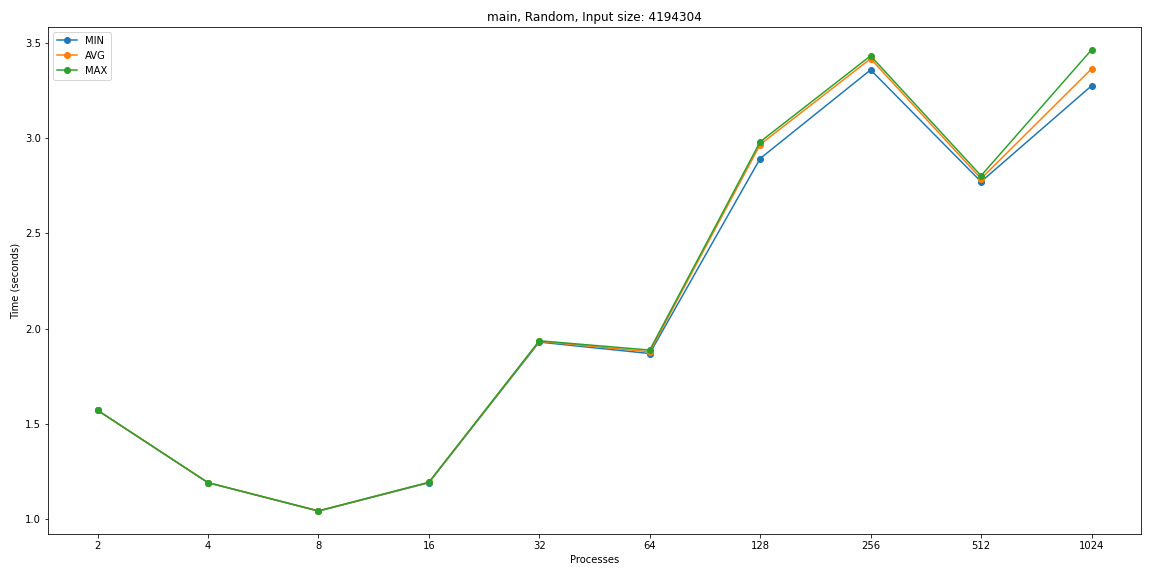 main, Random, Input size: 4194304
MIN
AVG
MAX
3.5
3.0
2.5
2.0
1.5
1.0
Time (seconds)
2 4 8 16 32 64 128 256 512 1024
Processes